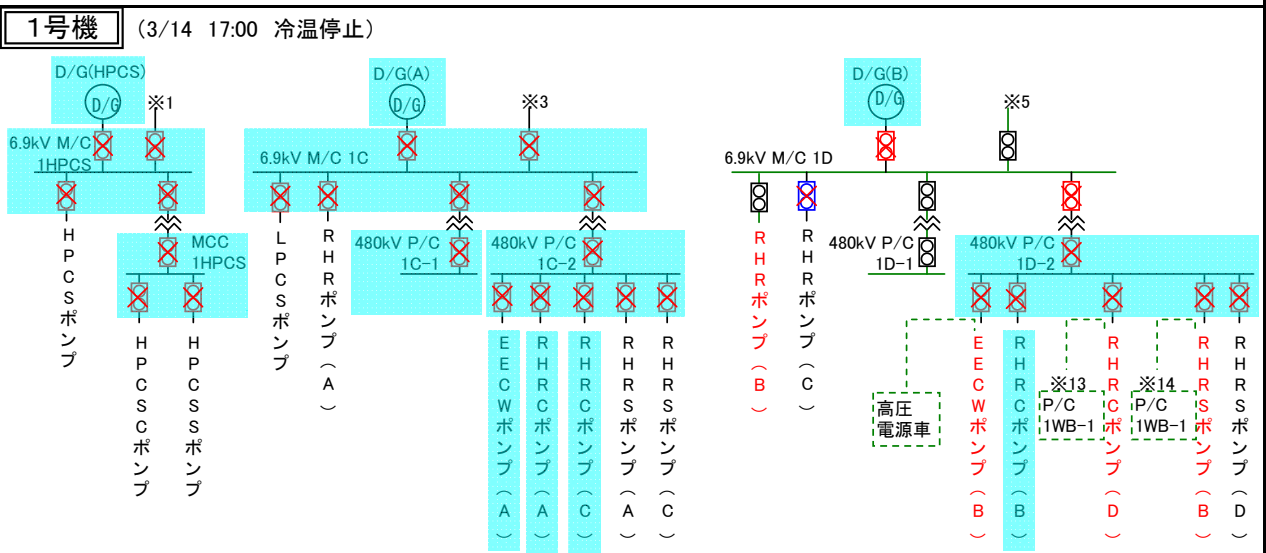 1号機 (3/14 17:00 冷温停止)
D/G(HPCS)
D/G
※1
6.9kV M/C
1HPCS
HPCSポンプ
MCC
1HPCS
HPCSCポンプ
HPCSSポンプ
D/G(A)
D/G
※3
6.9kV M/C 1C
LPCSポンプ
RHRポンプ(A)
480kV P/C
1C-1
480kV P/C
1C-2
EECWポンプ(A)
RHRCポンプ(A)
RHRCポンプ(C)
RHRSポンプ(A)
RHRSポンプ(C)
D/G(B)
D/G
※5
6.9kV M/C 1D
RHRポンプ(B)
RHRポンプ(C)
480kV P/C
1D-1
480kV P/C
1D-2
高圧
電源車
EECWポンプ(B)
RHRCポンプ(B)
※13
P/C
1WB-1
RHRCポンプ(D)
※14
P/C
1WB-1
RHRSポンプ(B)
RHRSポンプ(D)